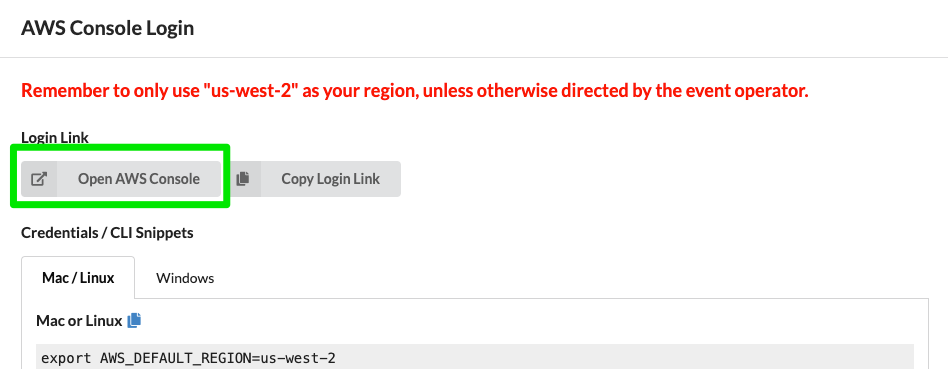 AWS Console Login
Remember to only use "us-west-2" as your region, unless otherwise directed by the event operator.
Login Link
Open AWS Console
Copy Login Link
Credentials / CLI Snippets
Mac / Linux
Windows
Mac or Linux
export AWS_DEFAULT_REGION=us-west-2